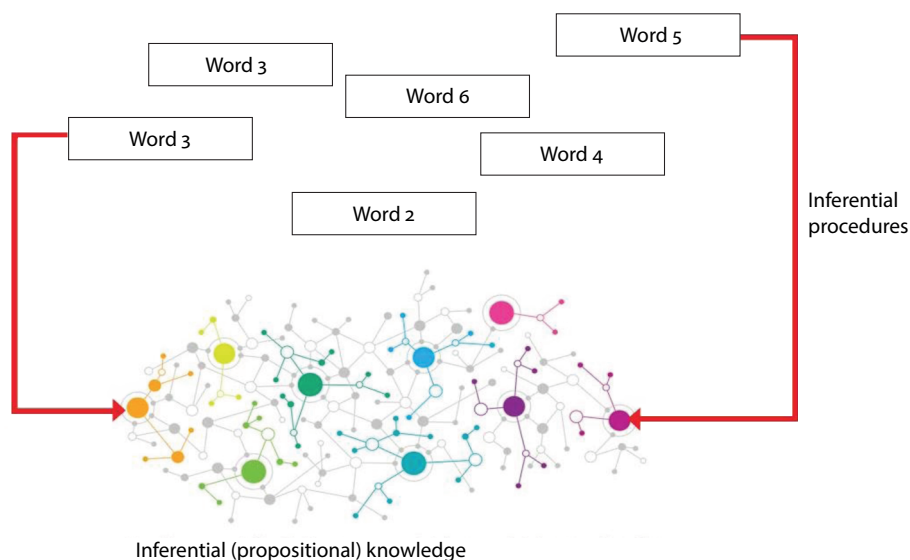 Word 5
Word 3
Word 6
Word 3
Word 4
Word 2
Inferential
procedures
Inferential (propositional) knowledge